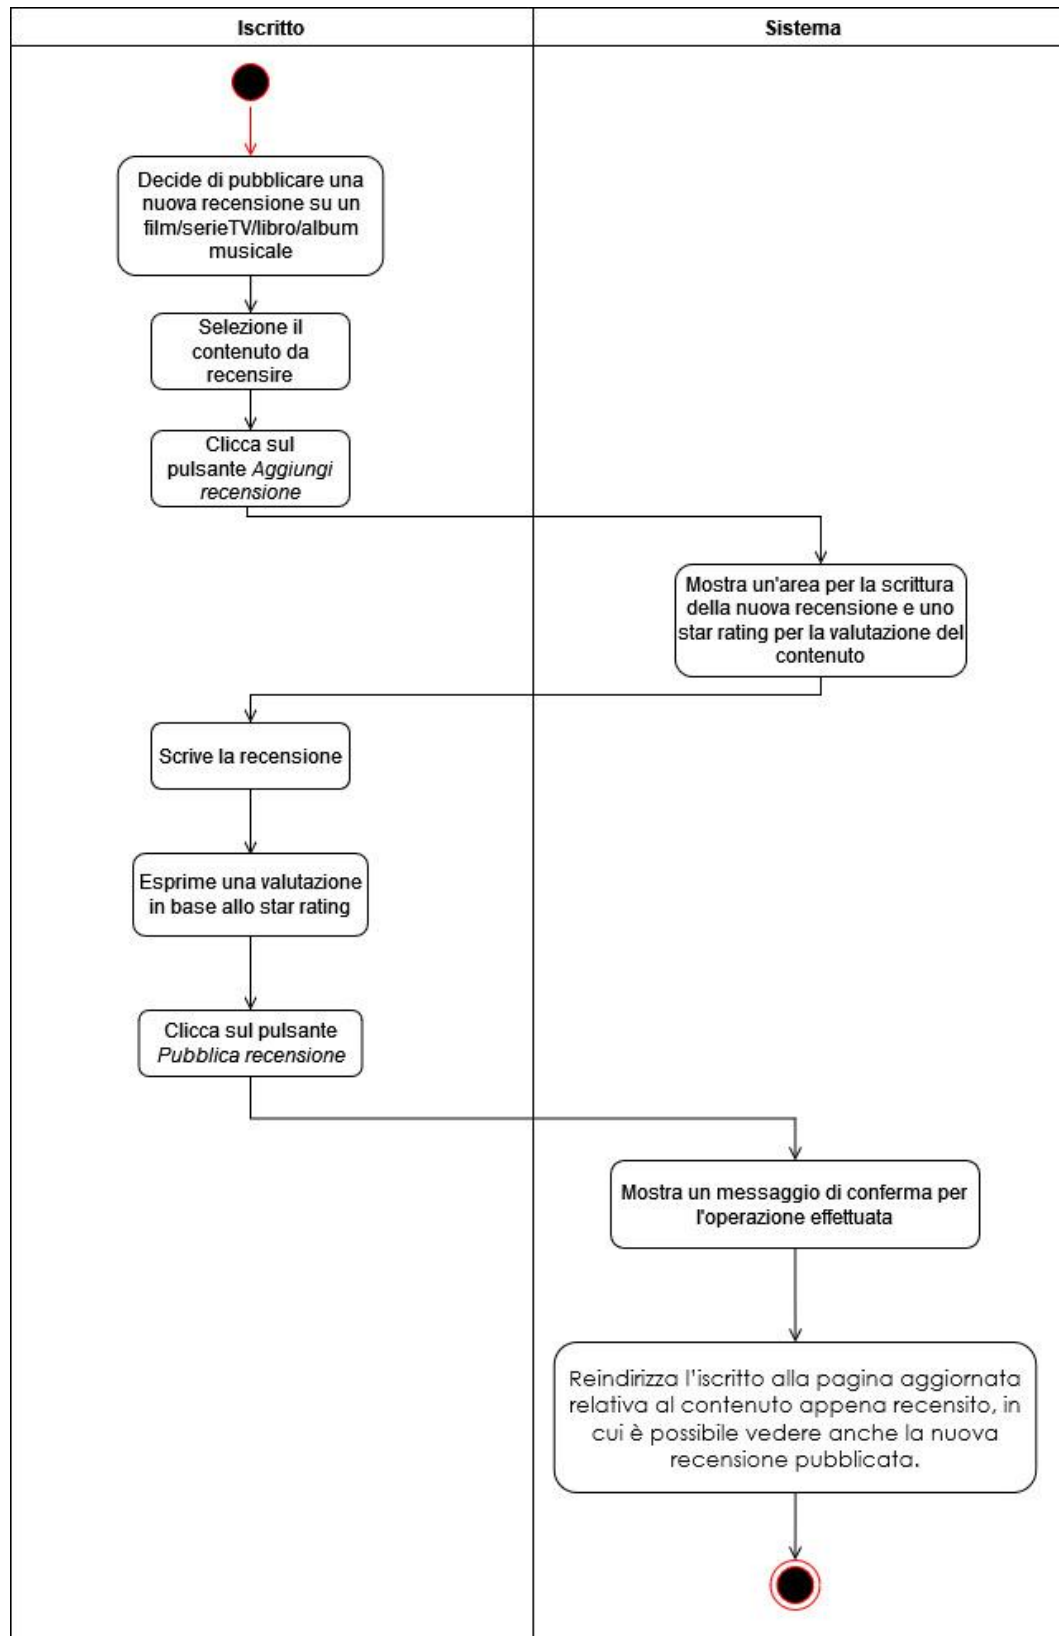 Iscritto
Sistema
Decide di pubblicare una
nuova recensione su un
film/serieTV/libro/album
musicale
Selezione il
contenuto da
recensire
Clicca sul
pulsante Aggiungi
recensione
Mostra un'area per la scrittura
della nuova recensione e uno
star rating per la valutazione del
contenuto
Scrive la recensione
Esprime una valutazione
in base allo star rating
Clicca sul pulsante
Pubblica recensione
Mostra un messaggio di conferma per
l'operazione effettuata
Reindirizza l'iscritto alla pagina aggiornata
relativa al contenuto appena recensito, in
cui è possibile vedere anche la nuova
recensione pubblicata.